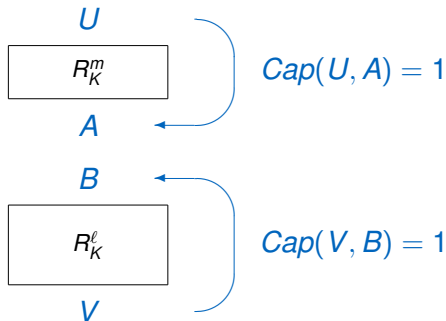 U
R_K^m
Cap(U, A) = 1
A
B
R_K^ℓ
Cap(V, B) = 1
V